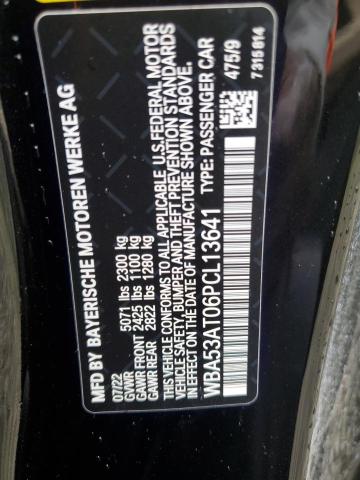 MFD BY BAYERISCHE MOTOREN WERKE AG
07/22
GVWR 5071 lbs 2300 kg
GAWR FRONT 2425 lbs 1100 kg
GAWR REAR 2822 lbs 1280 kg
THIS VEHICLE CONFORMS TO ALL APPLICABLE U.S. FEDERAL MOTOR
VEHICLE SAFETY, BUMPER AND THEFT PREVENTION STANDARDS
IN EFFECT ON THE DATE OF MANUFACTURE SHOWN ABOVE.
WBA53AT06PCL13641 TYPE: PASSENGER CAR
475/9
7 315 814